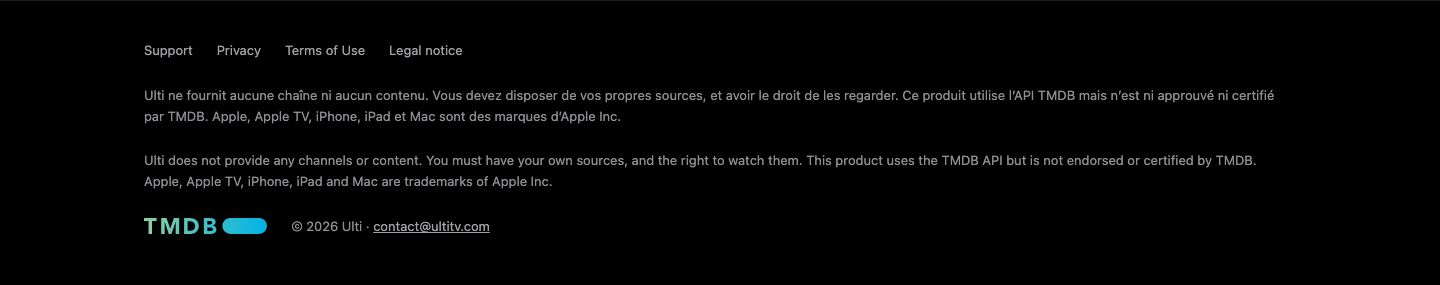 Support Privacy Terms of Use Legal notice
Ulti ne fournit aucune chaîne ni aucun contenu. Vous devez disposer de vos propres sources, et avoir le droit de les regarder. Ce produit utilise l’API TMDB mais n’est ni approuvé ni certifié
par TMDB. Apple, Apple TV, iPhone, iPad et Mac sont des marques d’Apple Inc.
Ulti does not provide any channels or content. You must have your own sources, and the right to watch them. This product uses the TMDB API but is not endorsed or certified by TMDB.
Apple, Apple TV, iPhone, iPad and Mac are trademarks of Apple Inc.
TMDB © 2026 Ulti · contact@ultitv.com